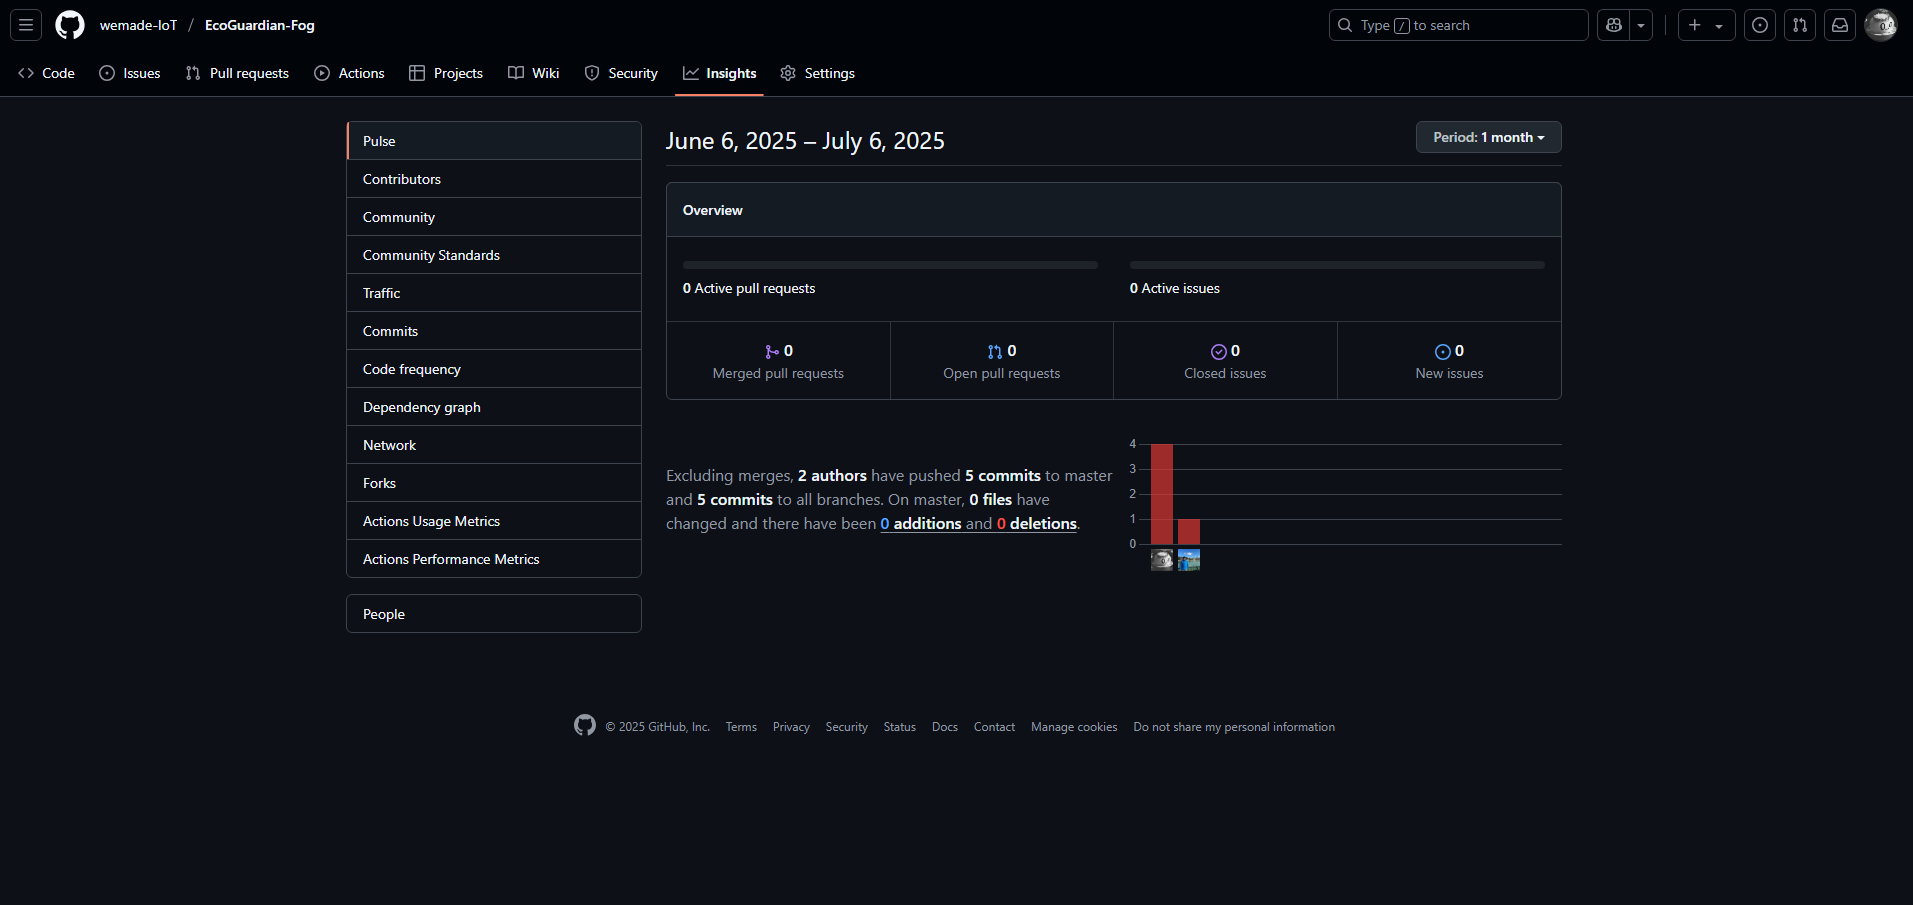 wemade-IoT / EcoGuardian-Fog
Type / to search
Code
Issues
Pull requests
Actions
Projects
Wiki
Security
Insights
Settings
Pulse
Contributors
Community
Community Standards
Traffic
Commits
Code frequency
Dependency graph
Network
Forks
Actions Usage Metrics
Actions Performance Metrics
People
June 6, 2025 – July 6, 2025
Period: 1 month
Overview
0 Active pull requests
0 Active issues
0
Merged pull requests
0
Open pull requests
0
Closed issues
0
New issues
Excluding merges, 2 authors have pushed 5 commits to master
and 5 commits to all branches. On master, 0 files have
changed and there have been 0 additions and 0 deletions.
4
3
2
1
0
© 2025 GitHub, Inc.
Terms
Privacy
Security
Status
Docs
Contact
Manage cookies
Do not share my personal information